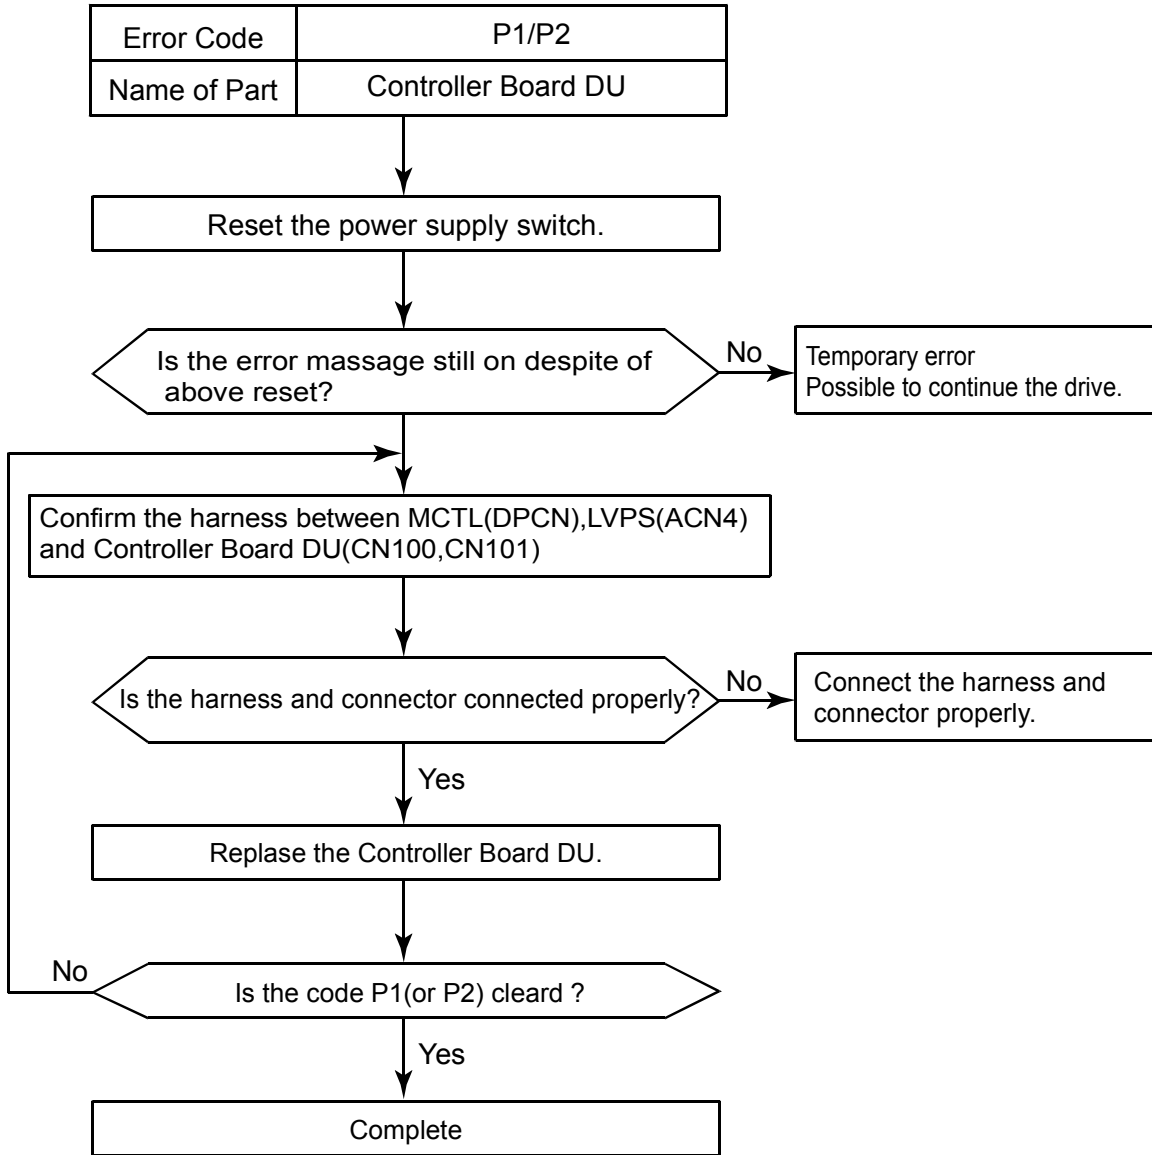 Error Code
P1/P2
Name of Part
Controller Board DU
Reset the power supply switch.
Is the error massage still on despite of
above reset?
No
Temporary error
Possible to continue the drive.
Confirm the harness between MCTL(DPCN),LVPS(ACN4)
and Controller Board DU(CN100,CN101)
Is the harness and connector connected properly?
No
Connect the harness and
connector properly.
Yes
Replase the Controller Board DU.
No
Is the code P1(or P2) cleard ?
Yes
Complete